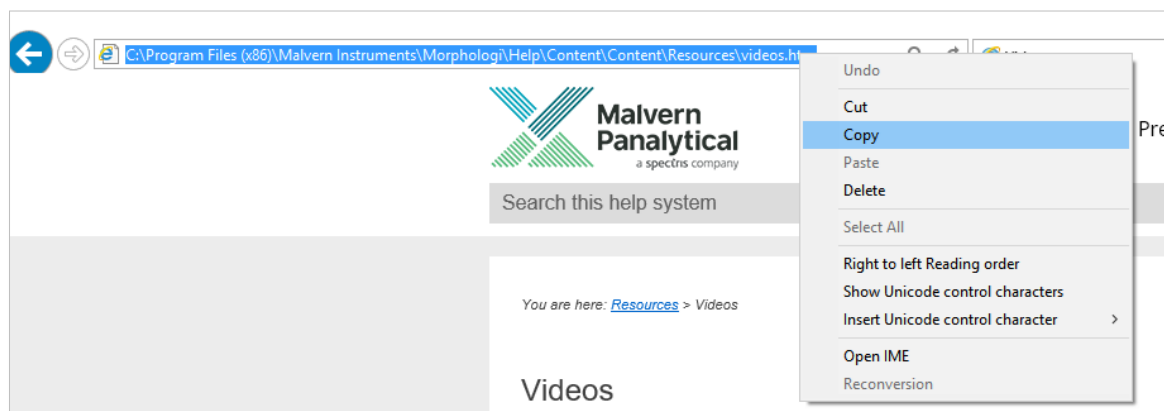 C:\Program Files (x86)\Malvern Instruments\Morphologi\Help\Content\Content\Resources\videos.ht
Undo
Cut
Copy
Paste
Delete
Select All
Right to left Reading order
Show Unicode control characters
Insert Unicode control character
Open IME
Reconversion
Malvern
Panalytical
a spectris company
Pre
Search this help system
You are here: Resources > Videos
Videos